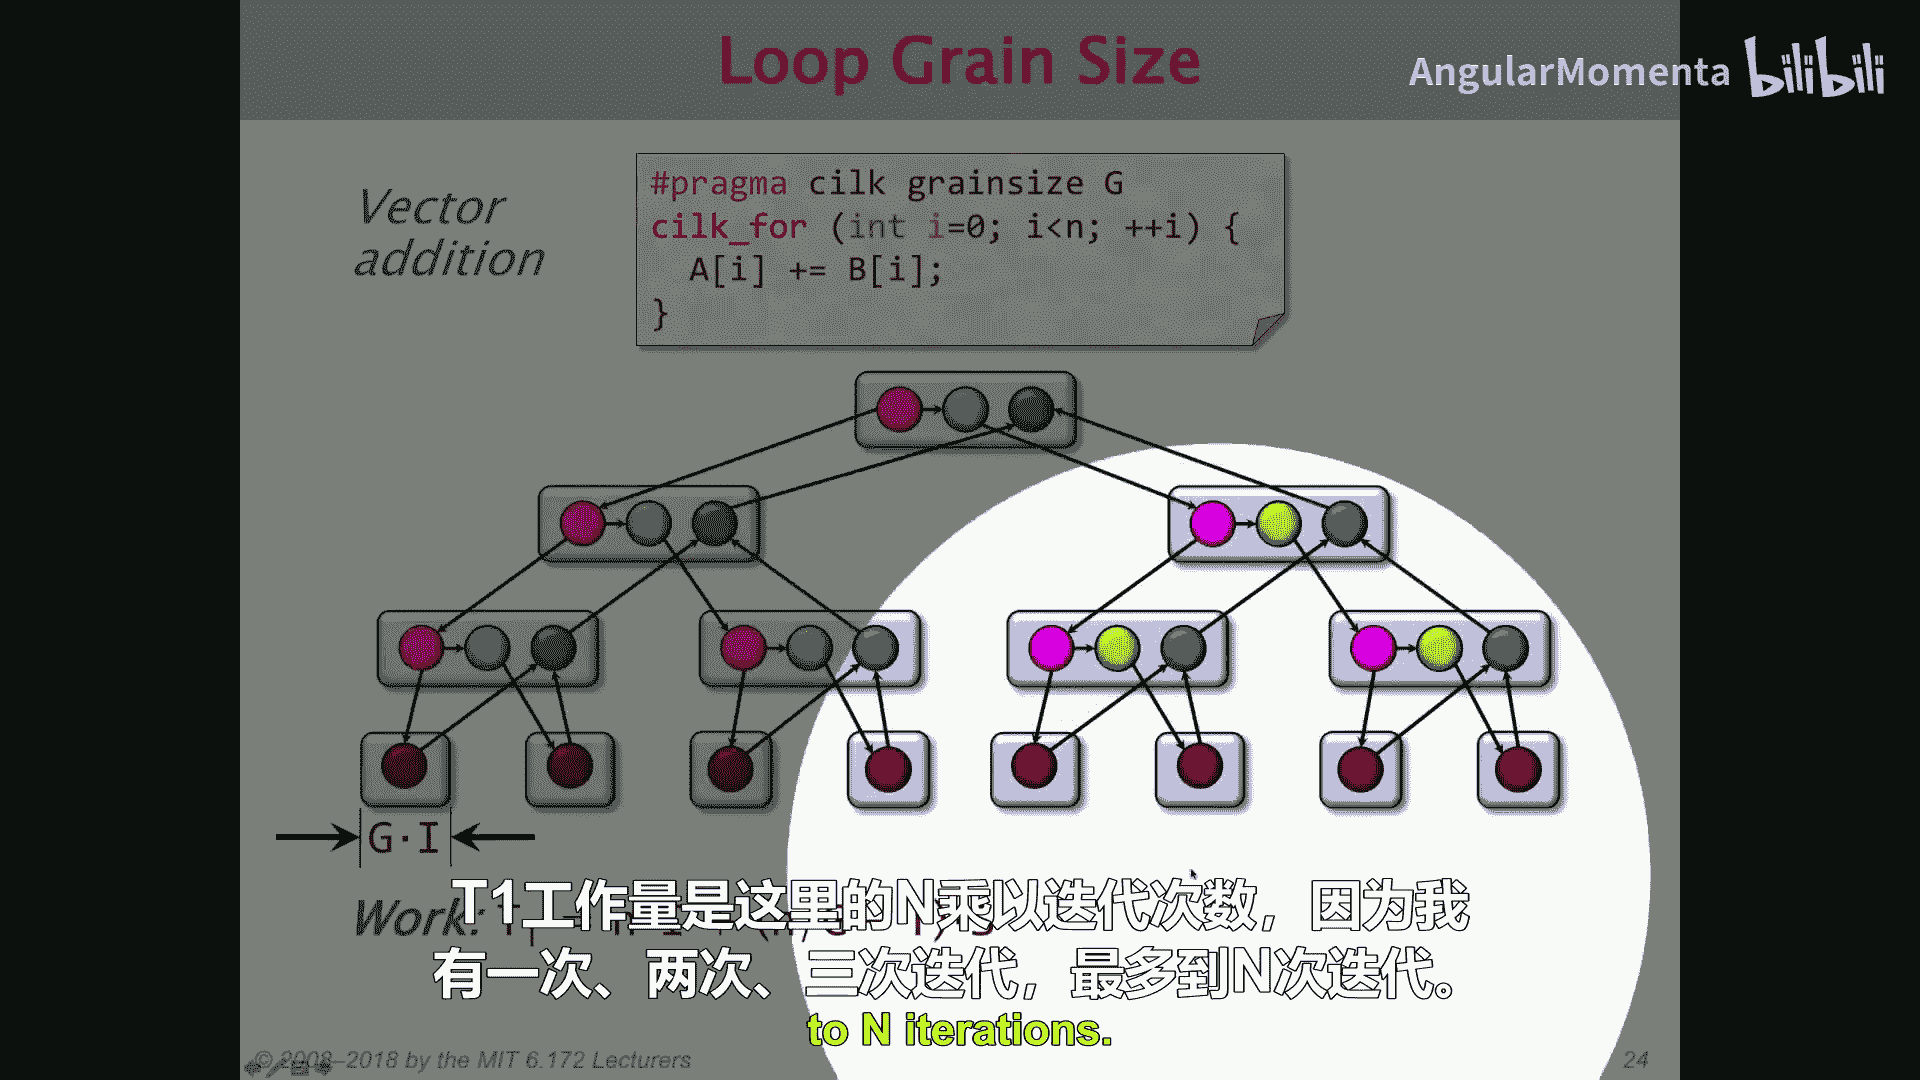 Loop Grain Size
AngularMomenta bilibili
Vector
addition
#pragma cilk grainsize G
cilk_for (int i=0; i<n; ++i) {
A[i] += B[i];
}
G·I
Work:
T1工作量是这里的N乘以迭代次数，因为我
有一次、两次、三次迭代，最多到N次迭代。
to N iterations.
© 2008–2018 by the MIT 6.172 Lecturers
24